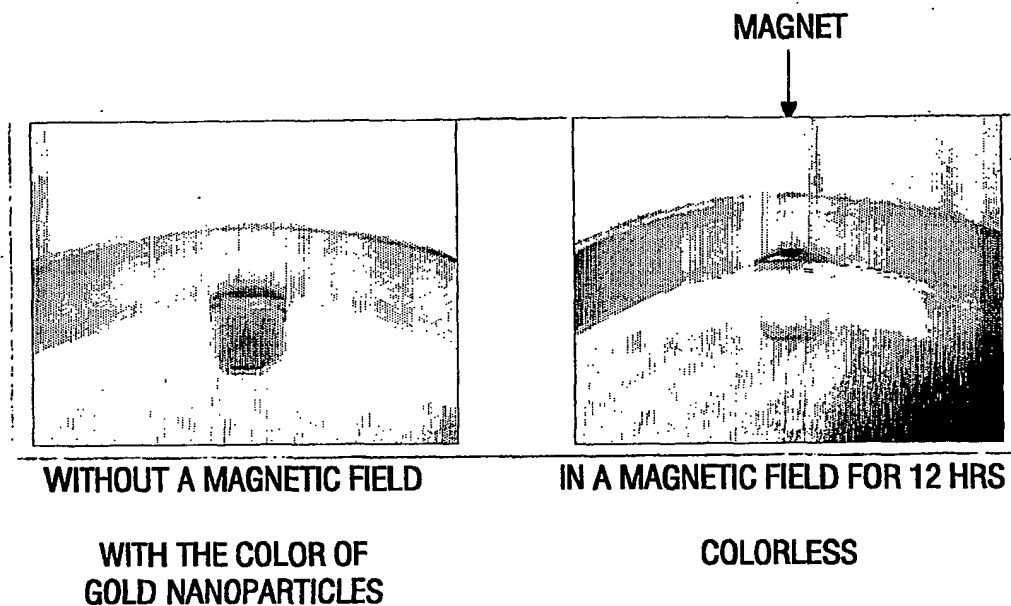 MAGNET
WITHOUT A MAGNETIC FIELD
IN A MAGNETIC FIELD FOR 12 HRS
WITH THE COLOR OF
GOLD NANOPARTICLES
COLORLESS